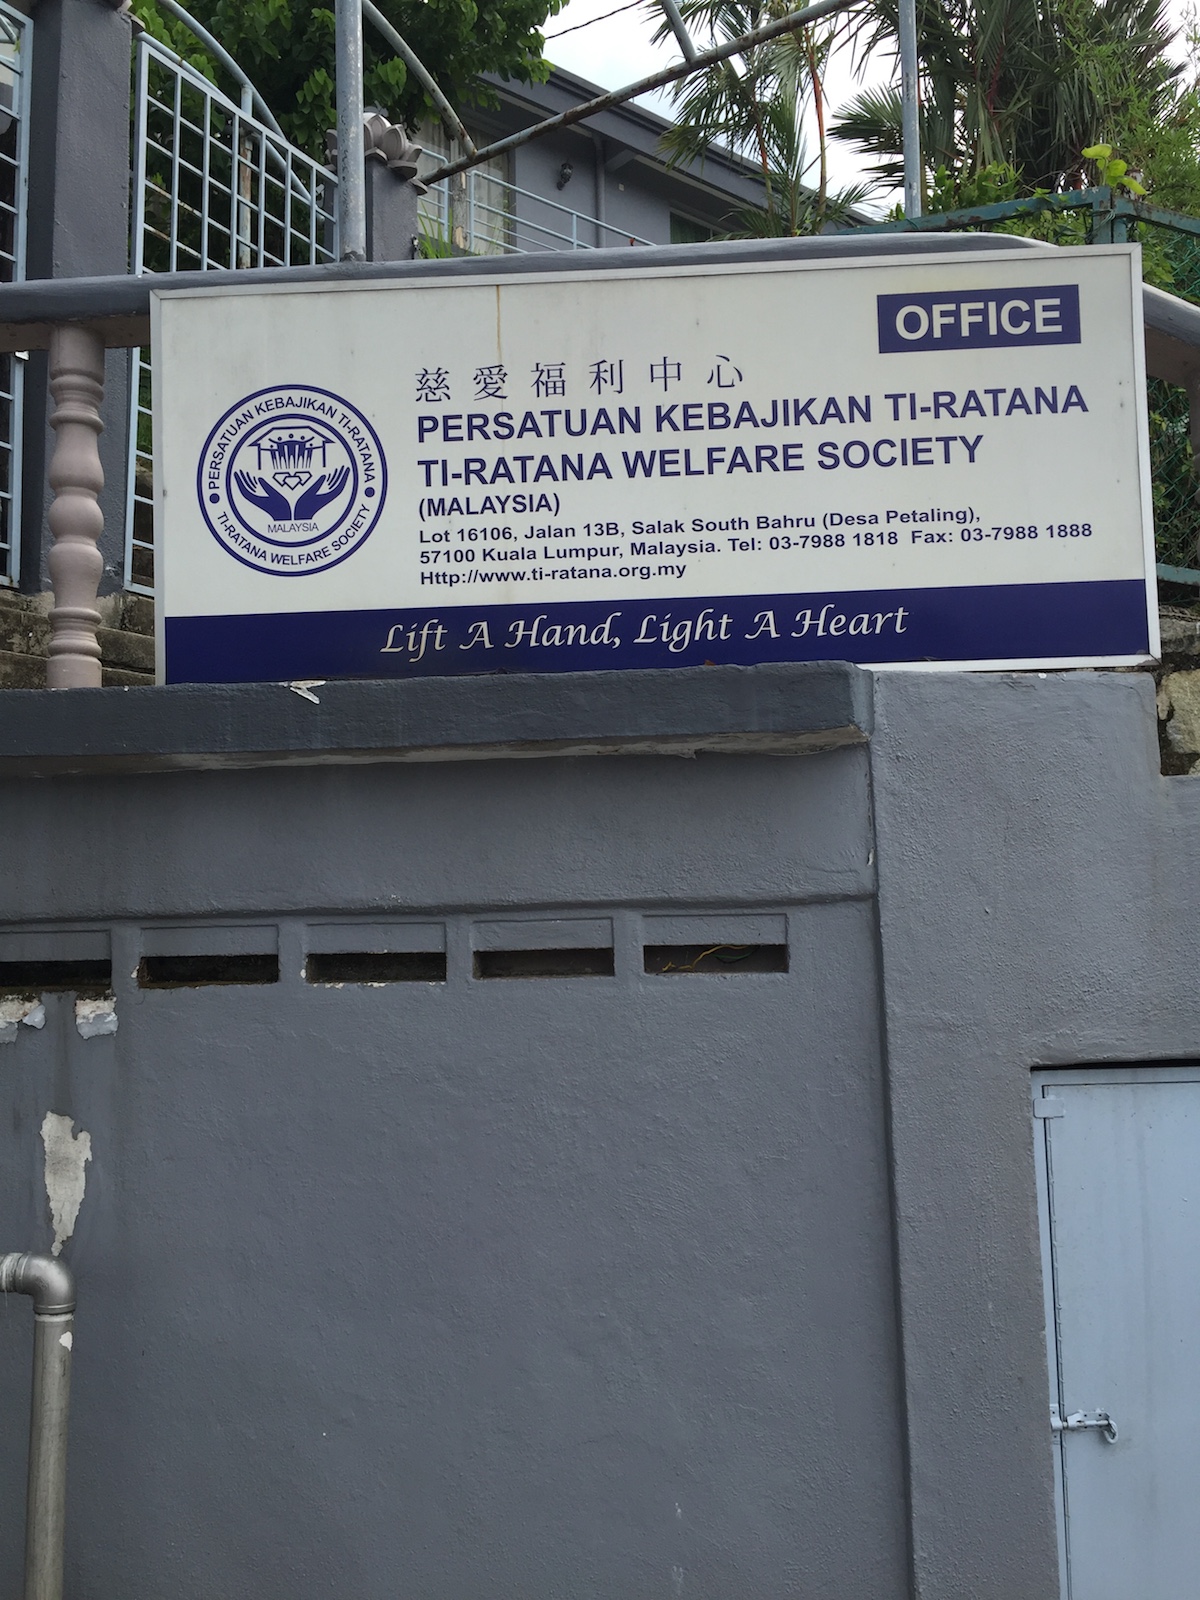 OFFICE
慈愛福利中心
PERSATUAN KEBAJIKAN TI-RATANA
TI-RATANA WELFARE SOCIETY
(MALAYSIA)
Lot 16106, Jalan 13B, Salak South Bahru (Desa Petaling),
57100 Kuala Lumpur, Malaysia. Tel: 03-7988 1818 Fax: 03-7988 1888
Http://www.ti-ratana.org.my
PERSATUAN KEBAJIKAN TI-RATANA
MALAYSIA
TI-RATANA WELFARE SOCIETY
Lift A Hand, Light A Heart